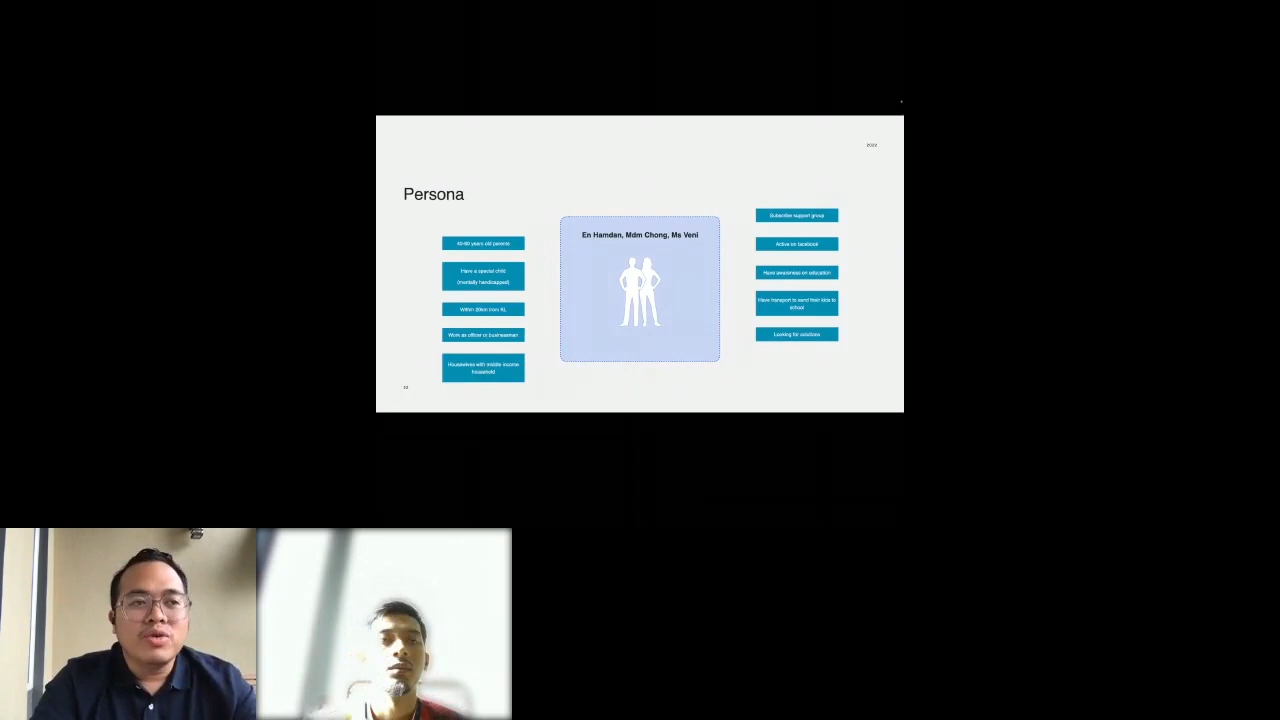 2022
Persona
40-60 years old parents
Have a special child
(mentally handicapped)
Within 20km from KL
Work as officer or businessman
Housewives with middle income
household
En Hamdan, Mdm Chong, Ms Veni
Subscribe support group
Active on facebook
Have awareness on education
Have transport to send their kids to
school
Looking for solutions